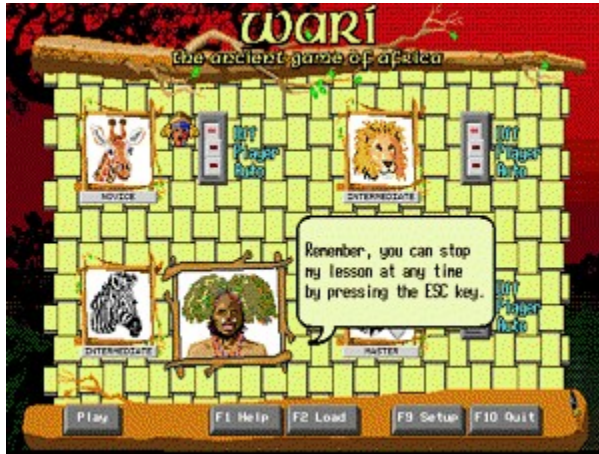 WARI
the ancient game of africa
Off
Player
Auto
Off
Player
Auto
NOVICE
INTERMEDIATE
Remember, you can stop
my lesson at any time
by pressing the ESC key.
Off
Player
Auto
INTERMEDIATE
MASTER
Play
F1 Help
F2 Load
F9 Setup
F10 Quit